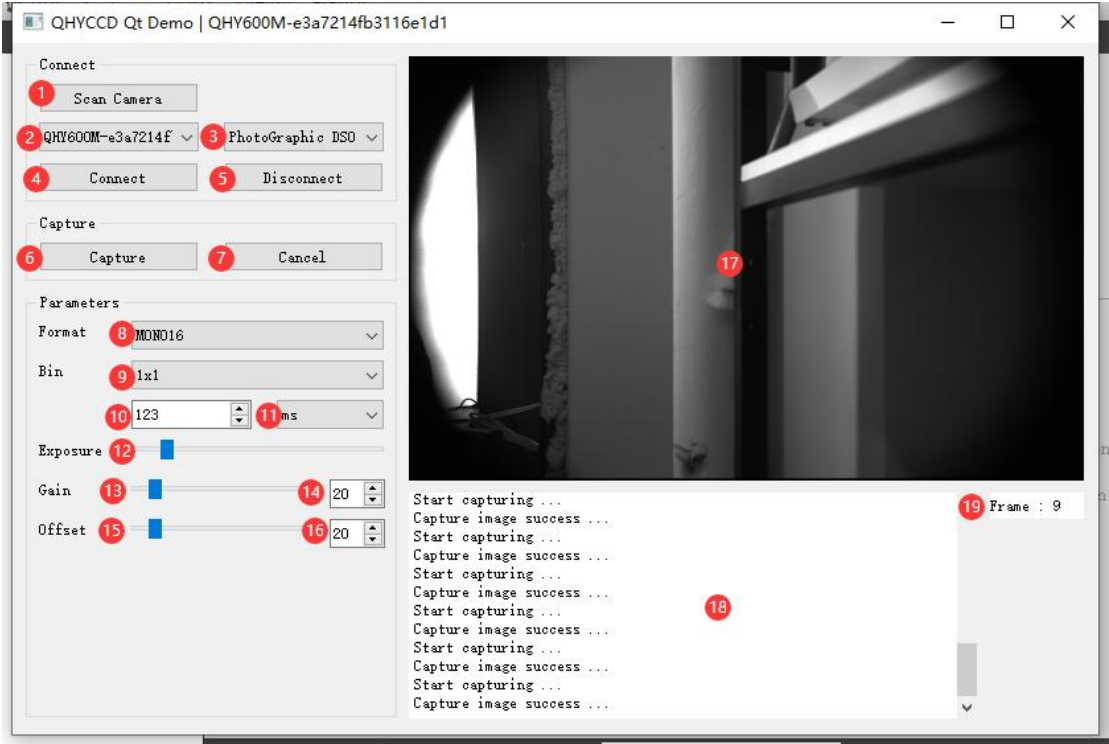 QHYCCD Qt Demo | QHY600M-e3a7214fb3116e1d1
Connect
1 Scan Camera
2 QHY600M-e3a7214f 3 PhotoGraphic DSO
4 Connect 5 Disconnect
Capture
6 Capture 7 Cancel
Parameters
Format 8 MONO16
Bin 9 1x1
10 123 11 ms
Exposure 12
Gain 13 14 20
Offset 15 16 20
17
Start capturing ...
Capture image success ...
Start capturing ...
Capture image success ...
Start capturing ...
Capture image success ...
Start capturing ...
Capture image success ...
Start capturing ...
Capture image success ...
Start capturing ...
Capture image success ...
18
19 Frame : 9